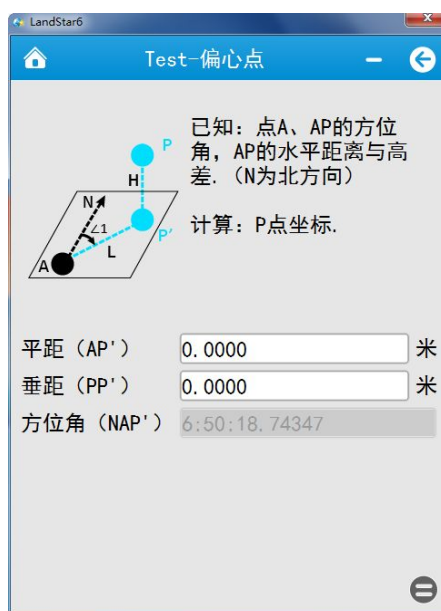 LandStar6
Test-偏心点
已知: 点A、AP的方位
角, AP的水平距离与高
差. (N为北方向)
计算: P点坐标.
P
H
N
∠1
P'
L
A
平距 (AP') 0.0000 米
垂距 (PP') 0.0000 米
方位角 (NAP') 6:50:18.74347